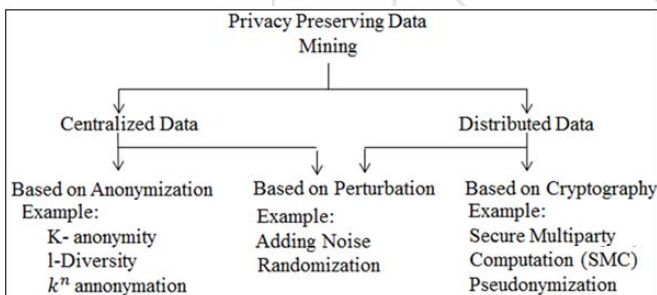 Privacy Preserving Data
Mining
Centralized Data
Distributed Data
Based on Anonymization
Example:
K- anonymity
l-Diversity
kⁿ annonymation
Based on Perturbation
Example:
Adding Noise
Randomization
Based on Cryptography
Example:
Secure Multiparty
Computation (SMC)
Pseudonymization